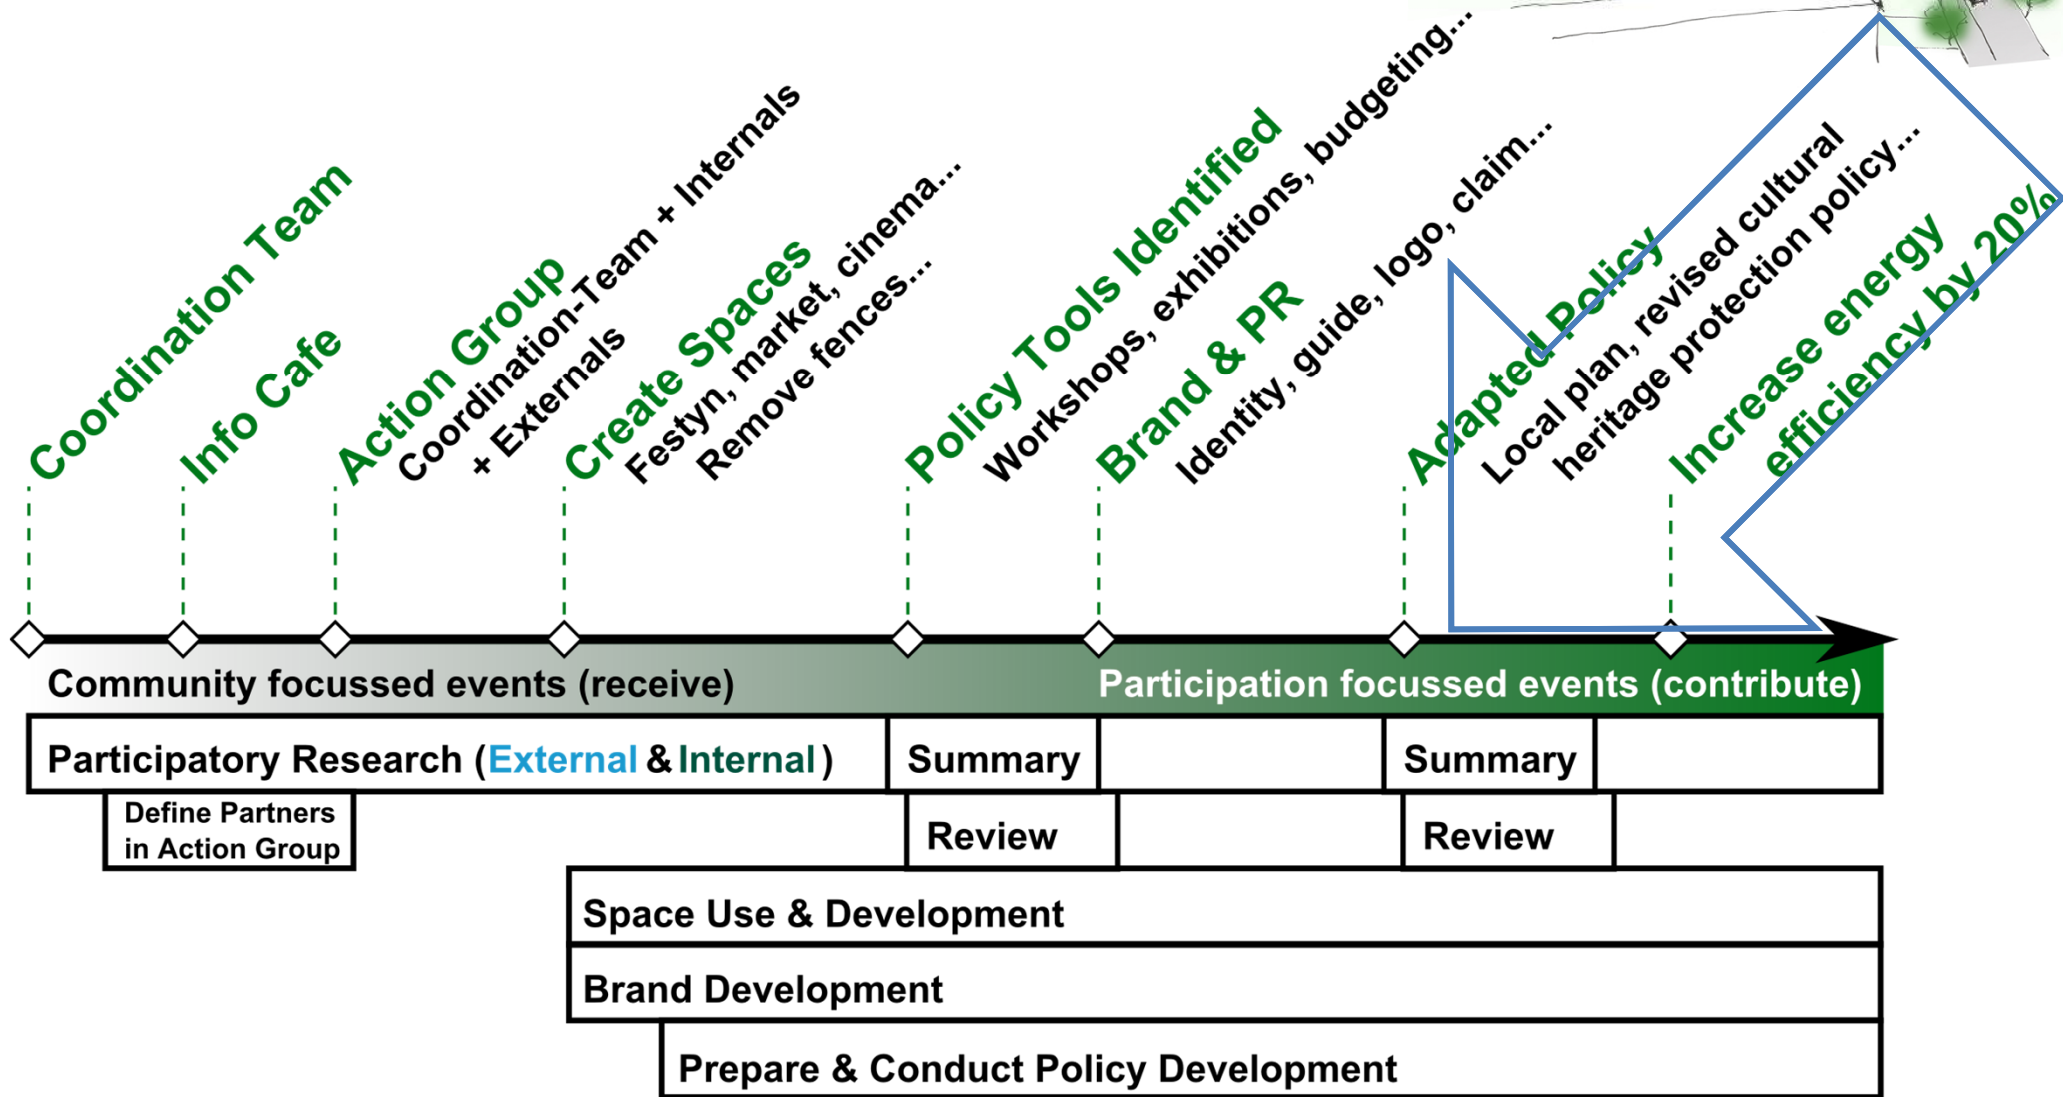 Coordination Team
Info Cafe
Action Group
Coordination-Team + Internals
+ Externals
Create Spaces
Festyn, market, cinema...
Remove fences...
Policy Tools Identified
Workshops, exhibitions, budgeting...
Brand & PR
Identity, guide, logo, claim...
Adapted Policy
Local plan, revised cultural
heritage protection policy...
Increase energy
efficiency by 20%
Community focussed events (receive)
Participation focussed events (contribute)
Participatory Research (External & Internal)
Summary
Summary
Define Partners
in Action Group
Review
Review
Space Use & Development
Brand Development
Prepare & Conduct Policy Development